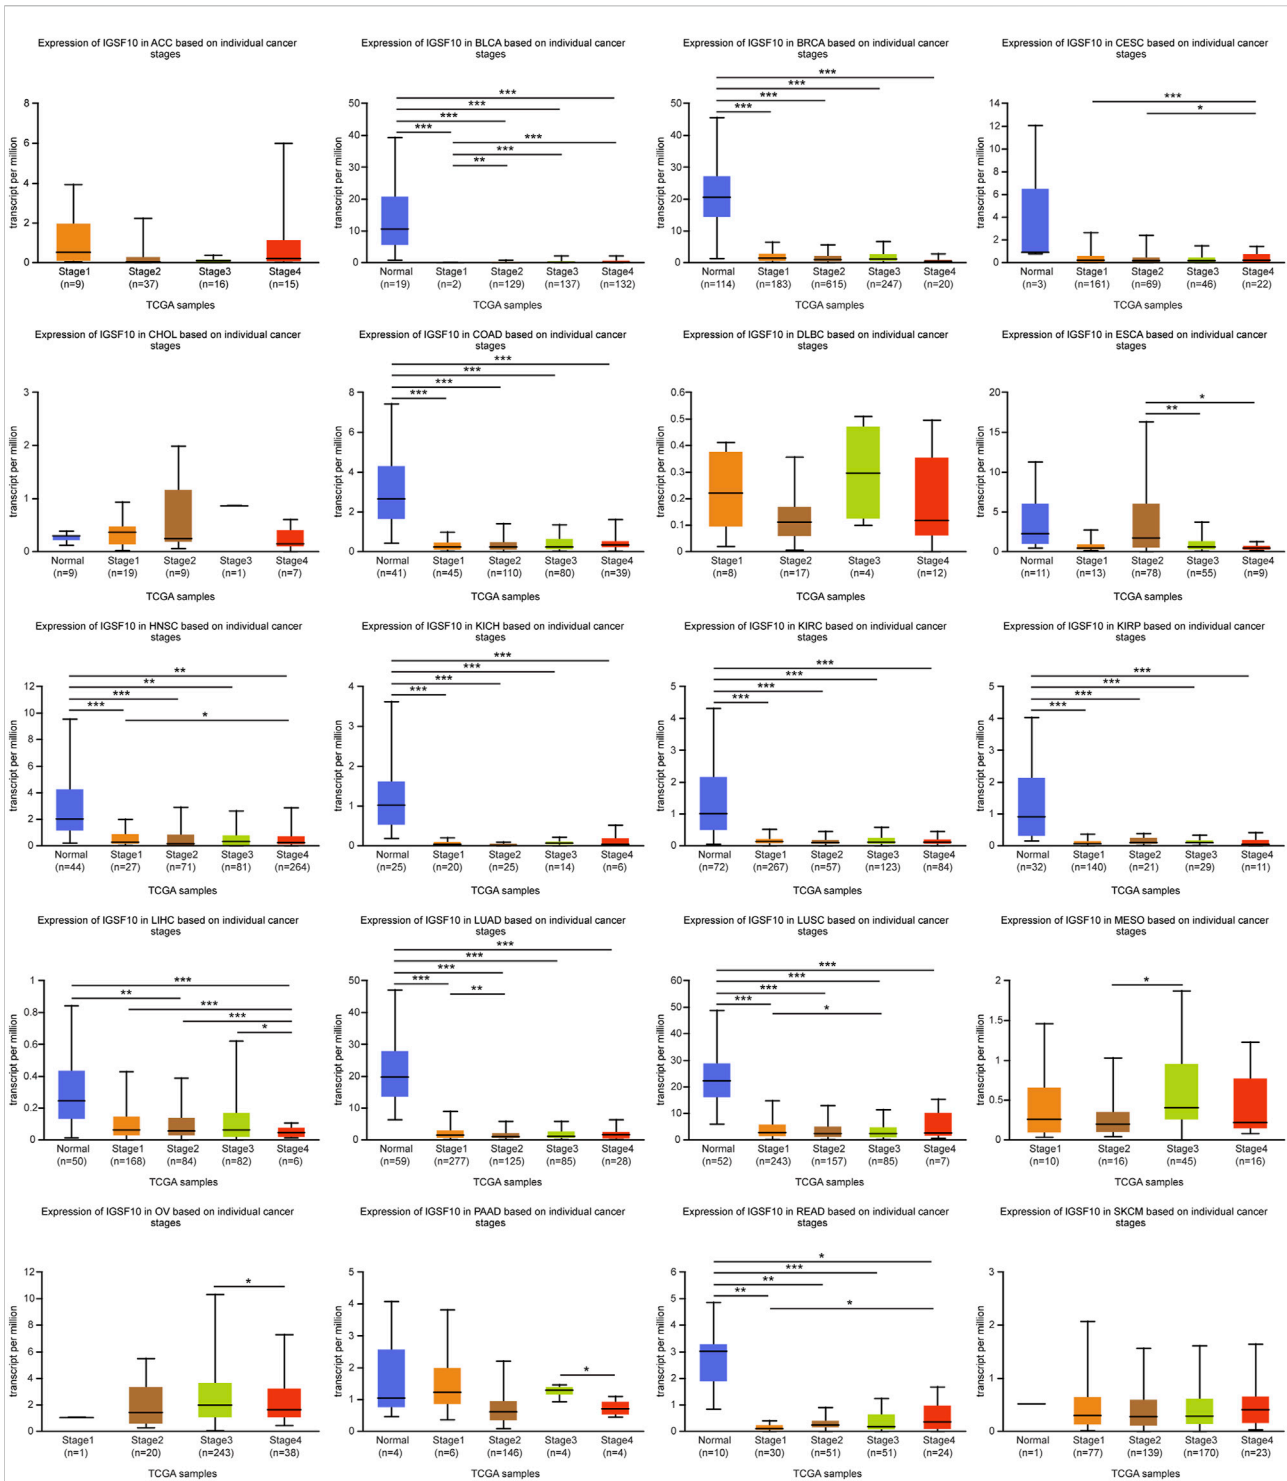 Expression of IGSF10 in ACC based on individual cancer
stages
transcript per million
8
6
4
2
0
Stage1 Stage2 Stage3 Stage4
(n=9) (n=37) (n=16) (n=15)
TCGA samples
Expression of IGSF10 in BLCA based on individual cancer
stages
transcript per million
50
40
30
20
10
0
***
***
***
***
***
***
**
Normal Stage1 Stage2 Stage3 Stage4
(n=19) (n=2) (n=129) (n=137) (n=132)
TCGA samples
Expression of IGSF10 in BRCA based on individual cancer
stages
transcript per million
50
40
30
20
10
0
***
***
***
***
Normal Stage1 Stage2 Stage3 Stage4
(n=114) (n=183) (n=615) (n=247) (n=20)
TCGA samples
Expression of IGSF10 in CESC based on individual cancer
stages
transcript per million
14
12
10
8
6
4
2
0
***
*
Normal Stage1 Stage2 Stage3 Stage4
(n=3) (n=161) (n=69) (n=46) (n=22)
TCGA samples
Expression of IGSF10 in CHOL based on individual cancer
stages
transcript per million
3
2
1
0
Normal Stage1 Stage2 Stage3 Stage4
(n=9) (n=19) (n=9) (n=1) (n=7)
TCGA samples
Expression of IGSF10 in COAD based on individual cancer
stages
transcript per million
8
6
4
2
0
***
***
***
***
Normal Stage1 Stage2 Stage3 Stage4
(n=41) (n=45) (n=110) (n=80) (n=39)
TCGA samples
Expression of IGSF10 in DLBC based on individual cancer
stages
transcript per million
0.6
0.5
0.4
0.3
0.2
0.1
0
Stage1 Stage2 Stage3 Stage4
(n=8) (n=17) (n=4) (n=12)
TCGA samples
Expression of IGSF10 in ESCA based on individual cancer
stages
transcript per million
20
15
10
5
0
*
**
Normal Stage1 Stage2 Stage3 Stage4
(n=11) (n=13) (n=78) (n=55) (n=9)
TCGA samples
Expression of IGSF10 in HNSC based on individual cancer
stages
transcript per million
12
10
8
6
4
2
0
**
**
***
***
*
Normal Stage1 Stage2 Stage3 Stage4
(n=44) (n=27) (n=71) (n=81) (n=264)
TCGA samples
Expression of IGSF10 in KICH based on individual cancer
stages
transcript per million
4
3
2
1
0
***
***
***
***
Normal Stage1 Stage2 Stage3 Stage4
(n=25) (n=20) (n=25) (n=14) (n=6)
TCGA samples
Expression of IGSF10 in KIRC based on individual cancer
stages
transcript per million
5
4
3
2
1
0
***
***
***
***
Normal Stage1 Stage2 Stage3 Stage4
(n=72) (n=267) (n=57) (n=123) (n=84)
TCGA samples
Expression of IGSF10 in KIRP based on individual cancer
stages
transcript per million
5
4
3
2
1
0
***
***
***
***
Normal Stage1 Stage2 Stage3 Stage4
(n=32) (n=140) (n=21) (n=29) (n=11)
TCGA samples
Expression of IGSF10 in LIHC based on individual cancer
stages
transcript per million
1
0.8
0.6
0.4
0.2
0
***
**
***
***
*
Normal Stage1 Stage2 Stage3 Stage4
(n=50) (n=168) (n=84) (n=82) (n=6)
TCGA samples
Expression of IGSF10 in LUAD based on individual cancer
stages
transcript per million
50
40
30
20
10
0
***
***
***
***
**
Normal Stage1 Stage2 Stage3 Stage4
(n=59) (n=277) (n=125) (n=85) (n=28)
TCGA samples
Expression of IGSF10 in LUSC based on individual cancer
stages
transcript per million
60
50
40
30
20
10
0
***
***
***
***
*
Normal Stage1 Stage2 Stage3 Stage4
(n=52) (n=243) (n=157) (n=85) (n=7)
TCGA samples
Expression of IGSF10 in MESO based on individual cancer
stages
transcript per million
2
1.5
1
0.5
0
*
Stage1 Stage2 Stage3 Stage4
(n=10) (n=16) (n=45) (n=16)
TCGA samples
Expression of IGSF10 in OV based on individual cancer
stages
transcript per million
12
10
8
6
4
2
0
*
Stage1 Stage2 Stage3 Stage4
(n=1) (n=20) (n=243) (n=38)
TCGA samples
Expression of IGSF10 in PAAD based on individual cancer
stages
transcript per million
5
4
3
2
1
0
*
Normal Stage1 Stage2 Stage3 Stage4
(n=4) (n=6) (n=146) (n=4) (n=4)
TCGA samples
Expression of IGSF10 in READ based on individual cancer
stages
transcript per million
6
5
4
3
2
1
0
*
***
**
**
*
Normal Stage1 Stage2 Stage3 Stage4
(n=10) (n=30) (n=51) (n=51) (n=24)
TCGA samples
Expression of IGSF10 in SKCM based on individual cancer
stages
transcript per million
3
2
1
0
Normal Stage1 Stage2 Stage3 Stage4
(n=1) (n=77) (n=139) (n=170) (n=23)
TCGA samples